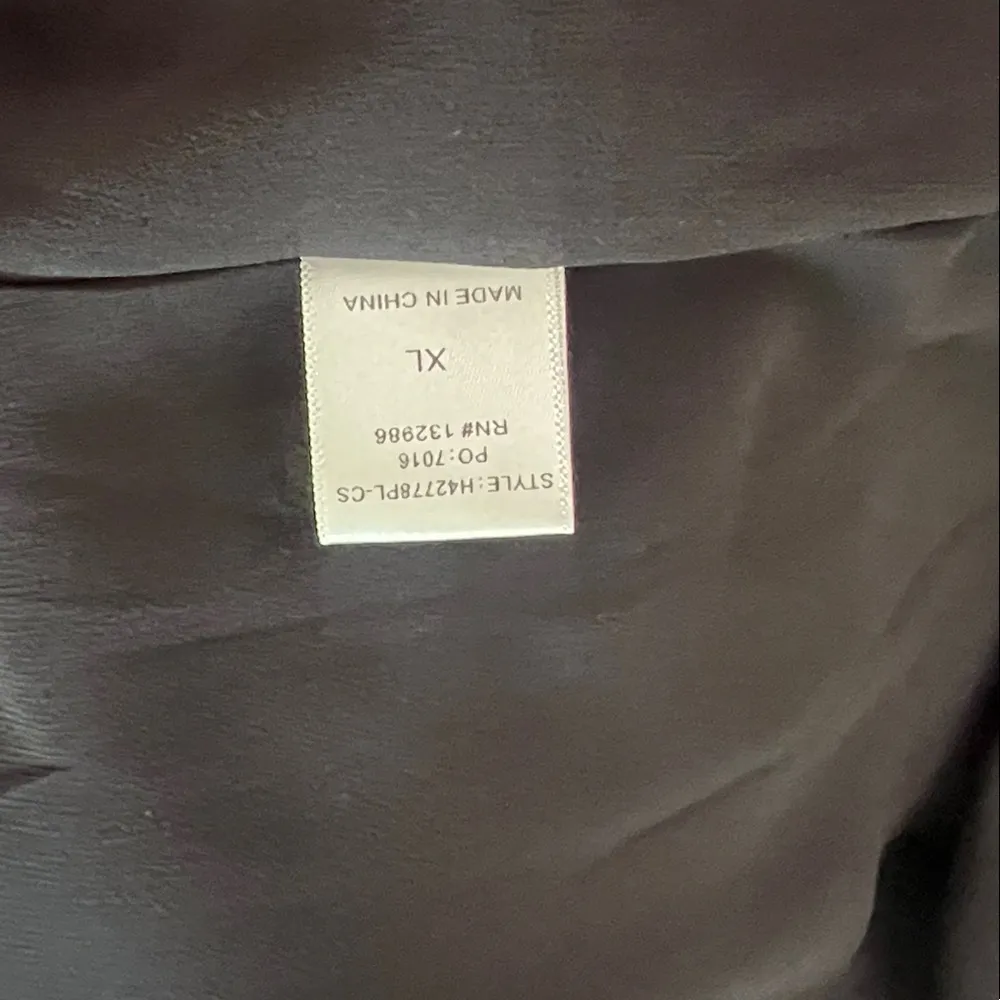 STYLE:H42778PL-CS
PO:7016
RN# 132986
XL
MADE IN CHINA